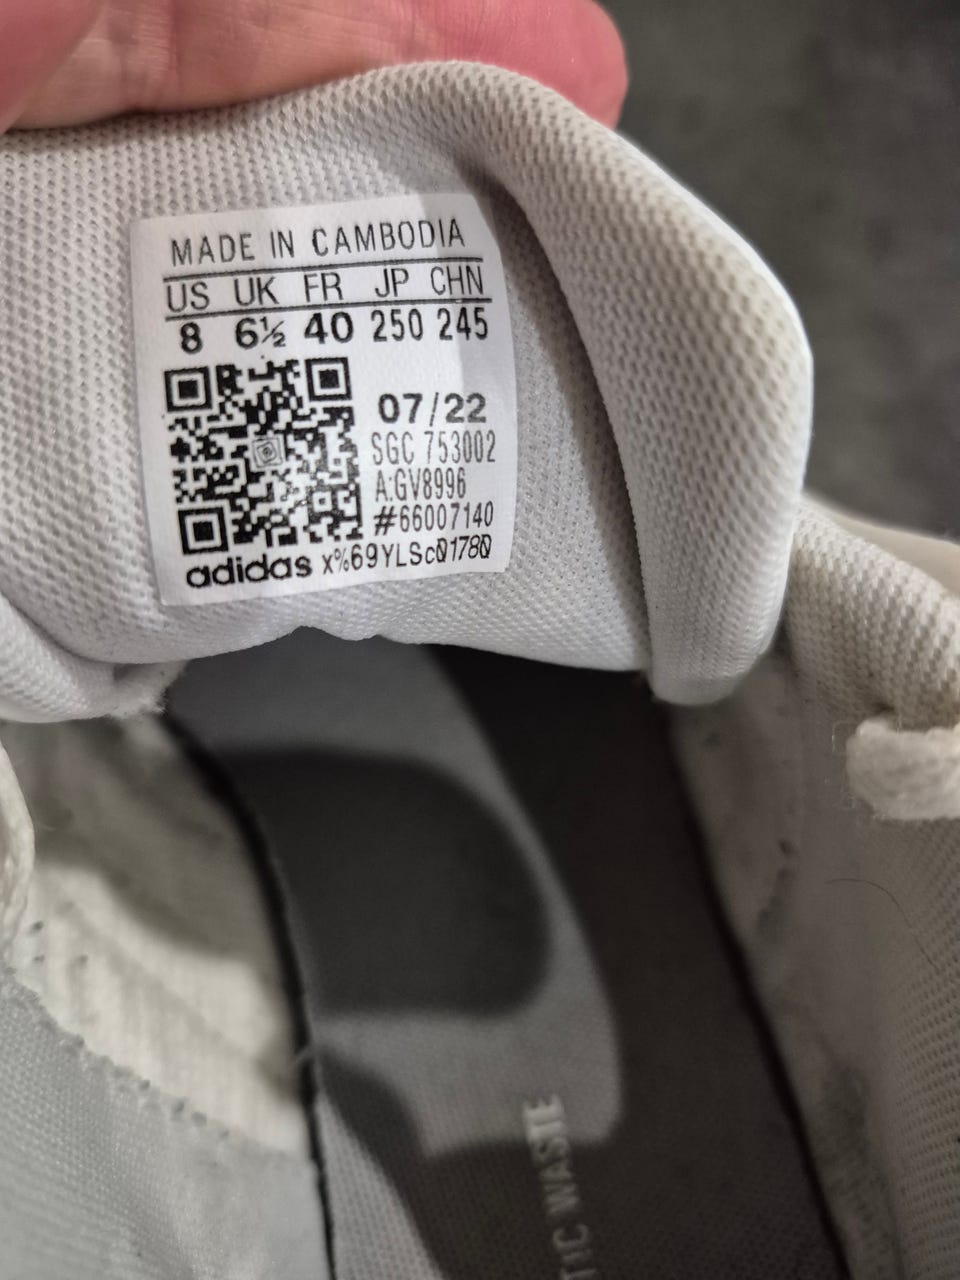 MADE IN CAMBODIA
US UK FR JP CHN
8 6½ 40 250 245
07/22
SGC 753002
A:GV8996
#66007140
adidas x%69YLSc01780
WASTE